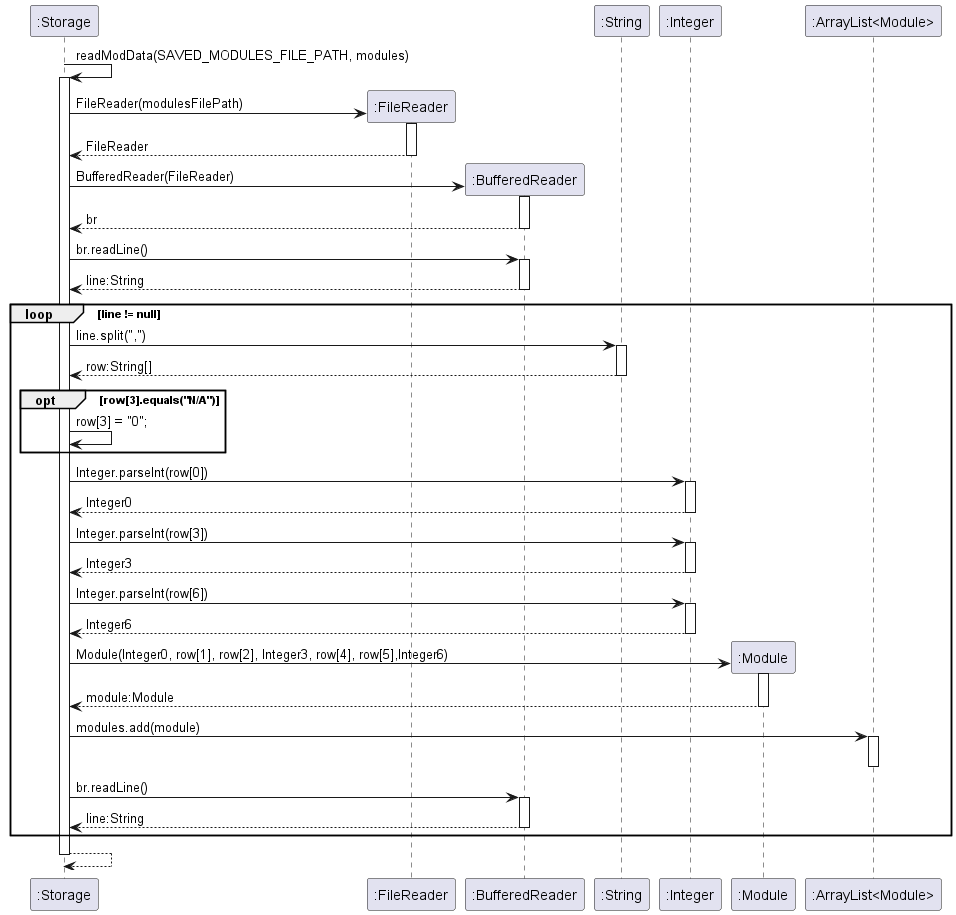 :Storage
:String
:Integer
:ArrayList<Module>
readModData(SAVED_MODULES_FILE_PATH, modules)
FileReader(modulesFilePath)
:FileReader
FileReader
BufferedReader(FileReader)
:BufferedReader
br
br.readLine()
line:String
loop
[line != null]
line.split(",")
row:String[]
opt
[row[3].equals("N/A")]
row[3] = "0";
Integer.parseInt(row[0])
Integer0
Integer.parseInt(row[3])
Integer3
Integer.parseInt(row[6])
Integer6
Module(Integer0, row[1], row[2], Integer3, row[4], row[5],Integer6)
:Module
module:Module
modules.add(module)
br.readLine()
line:String
:Storage
:FileReader
:BufferedReader
:String
:Integer
:Module
:ArrayList<Module>